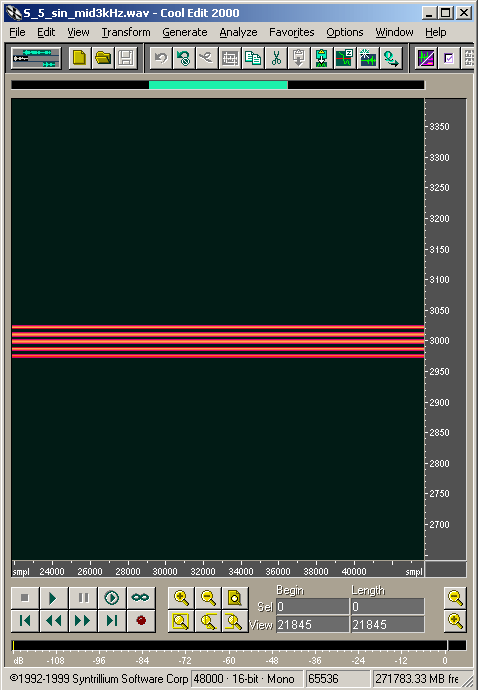 5_5_sin_mid3kHz.wav - Cool Edit 2000
File Edit View Transform Generate Analyze Favorites Options Window Help
3350
3300
3250
3200
3150
3100
3050
3000
2950
2900
2850
2800
2750
2700
smpl 24000 26000 28000 30000 32000 34000 36000 38000 40000 smpl
Begin Length
Sel 0 0
View 21845 21845
dB -108 -96 -84 -72 -60 -48 -36 -24 -12 0
©1992-1999 Syntrillium Software Corp 48000 · 16-bit · Mono 65536 271783.33 MB fre